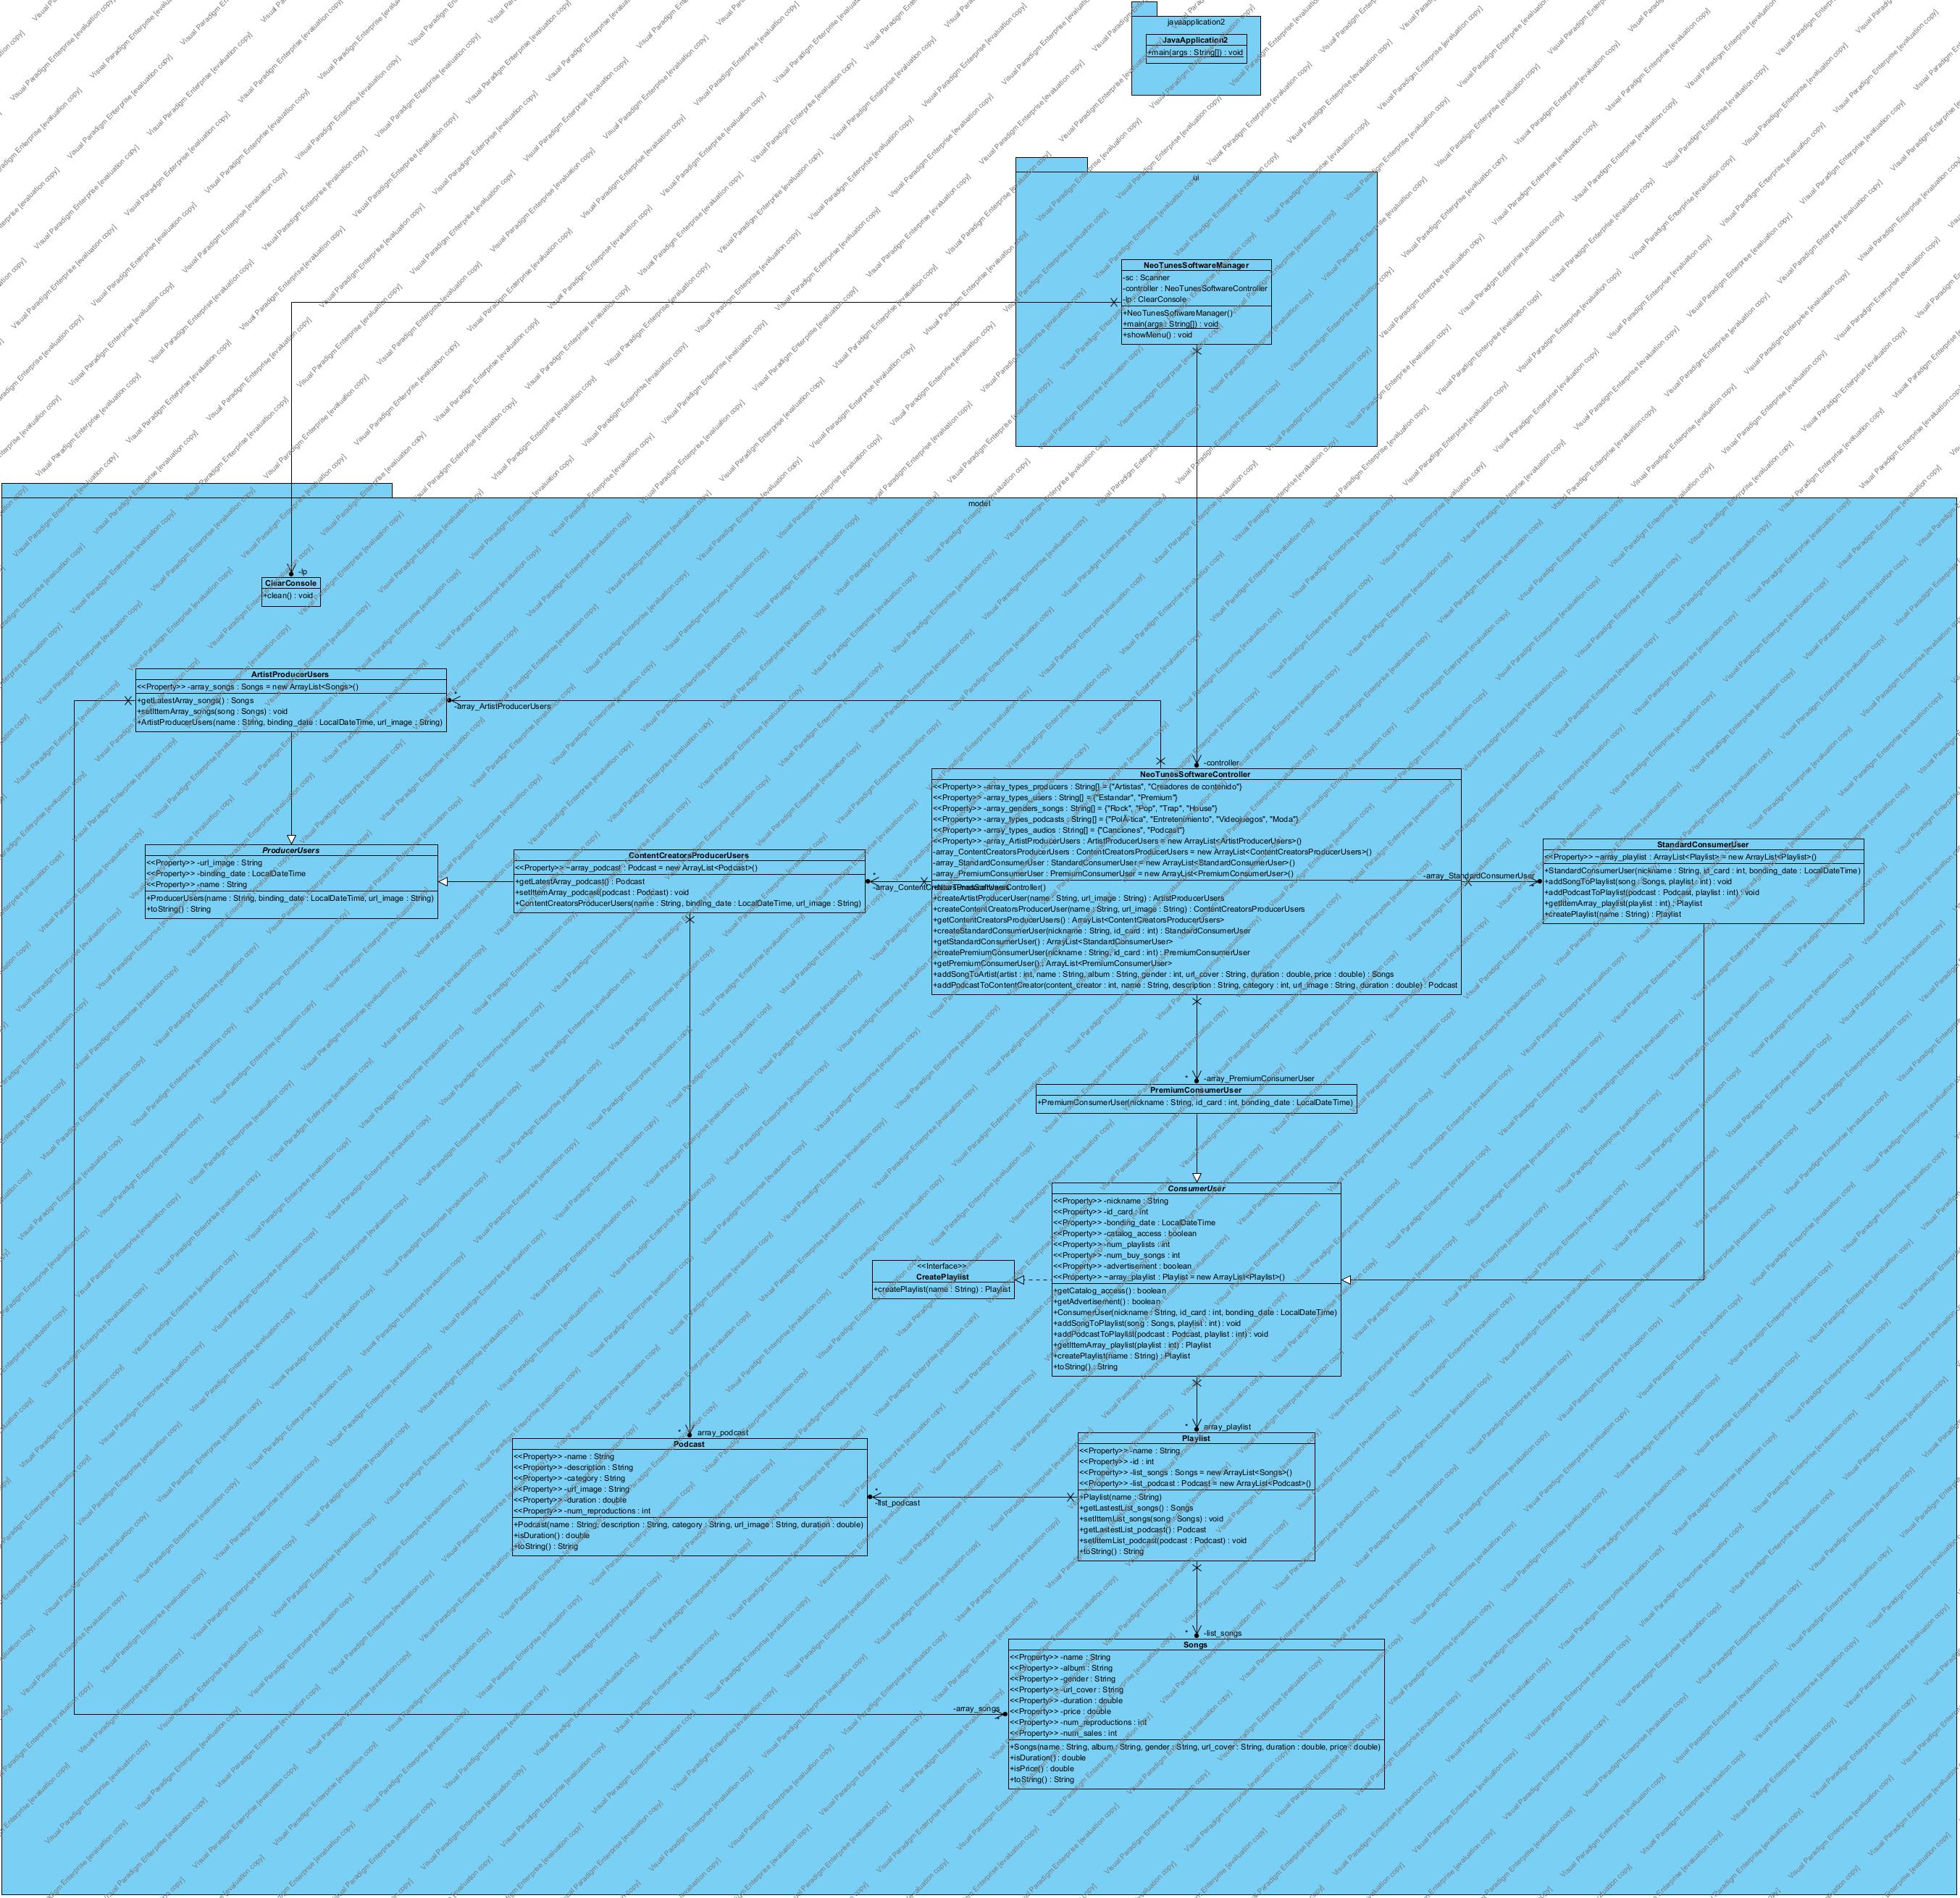 javaapplication2
JavaApplication2
+main(args : String[]) : void
ui
NeoTunesSoftwareManager
-sc : Scanner
-controller : NeoTunesSoftwareController
-lp : ClearConsole
+NeoTunesSoftwareManager()
+main(args : String[]) : void
+showMenu() : void
model
-lp
ClearConsole
+clean() : void
ArtistProducerUsers
<<Property>> -array_songs : Songs = new ArrayList<Songs>()
+getLatestArray_songs() : Songs
+setIttemArray_songs(song : Songs) : void
+ArtistProducerUsers(name : String, binding_date : LocalDateTime, url_image : String)
*
-array_ArtistProducerUsers
-controller
NeoTunesSoftwareController
<<Property>> -array_types_producers : String[] = {"Artistas", "Creadores de contenido"}
<<Property>> -array_types_users : String[] = {"Estandar", "Premium"}
<<Property>> -array_genders_songs : String[] = {"Rock", "Pop", "Trap", "House"}
<<Property>> -array_types_podcasts : String[] = {"PolÃ-tica", "Entretenimiento", "Videojuegos", "Moda"}
<<Property>> -array_types_audios : String[] = {"Canciones", "Podcast"}
<<Property>> -array_ArtistProducerUsers : ArtistProducerUsers = new ArrayList<ArtistProducerUsers>()
-array_ContentCreatorsProducerUsers : ContentCreatorsProducerUsers = new ArrayList<ContentCreatorsProducerUsers>()
-array_StandardConsumerUser : StandardConsumerUser = new ArrayList<StandardConsumerUser>()
-array_PremiumConsumerUser : PremiumConsumerUser = new ArrayList<PremiumConsumerUser>()
+NeoTunesSoftwareController()
+createArtistProducerUser(name : String, url_image : String) : ArtistProducerUsers
+createContentCreatorsProducerUser(name : String, url_image : String) : ContentCreatorsProducerUsers
+getContentCreatorsProducerUsers() : ArrayList<ContentCreatorsProducerUsers>
+createStandardConsumerUser(nickname : String, id_card : int) : StandardConsumerUser
+getStandardConsumerUser() : ArrayList<StandardConsumerUser>
+createPremiumConsumerUser(nickname : String, id_card : int) : PremiumConsumerUser
+getPremiumConsumerUser() : ArrayList<PremiumConsumerUser>
+addSongToArtist(artist : int, name : String, album : String, gender : int, url_cover : String, duration : double, price : double) : Songs
+addPodcastToContentCreator(content_creator : int, name : String, description : String, category : int, url_image : String, duration : double) : Podcast
ProducerUsers
<<Property>> -url_image : String
<<Property>> -binding_date : LocalDateTime
<<Property>> -name : String
+ProducerUsers(name : String, binding_date : LocalDateTime, url_image : String)
+toString() : String
ContentCreatorsProducerUsers
<<Property>> ~array_podcast : Podcast = new ArrayList<Podcast>()
+getLatestArray_podcast() : Podcast
+setIttemArray_podcast(podcast : Podcast) : void
+ContentCreatorsProducerUsers(name : String, binding_date : LocalDateTime, url_image : String)
*
-array_StandardConsumerUser
StandardConsumerUser
<<Property>> ~array_playlist : ArrayList<Playlist> = new ArrayList<Playlist>()
+StandardConsumerUser(nickname : String, id_card : int, bonding_date : LocalDateTime)
+addSongToPlaylist(song : Songs, playlist : int) : void
+addPodcastToPlaylist(podcast : Podcast, playlist : int) : void
+getIttemArray_playlist(playlist : int) : Playlist
+createPlaylist(name : String) : Playlist
*
-array_PremiumConsumerUser
PremiumConsumerUser
+PremiumConsumerUser(nickname : String, id_card : int, bonding_date : LocalDateTime)
ConsumerUser
<<Property>> -nickname : String
<<Property>> -id_card : int
<<Property>> -bonding_date : LocalDateTime
<<Property>> -catalog_access : boolean
<<Property>> -num_playlists : int
<<Property>> -num_buy_songs : int
<<Property>> -advertisement : boolean
<<Property>> ~array_playlist : Playlist = new ArrayList<Playlist>()
+getCatalog_access() : boolean
+getAdvertisement() : boolean
+ConsumerUser(nickname : String, id_card : int, bonding_date : LocalDateTime)
+addSongToPlaylist(song : Songs, playlist : int) : void
+addPodcastToPlaylist(podcast : Podcast, playlist : int) : void
+getIttemArray_playlist(playlist : int) : Playlist
+createPlaylist(name : String) : Playlist
+toString() : String
<<Interface>>
CreatePlaylist
+createPlaylist(name : String) : Playlist
*
array_playlist
Playlist
<<Property>> -name : String
<<Property>> -id : int
<<Property>> -list_songs : Songs = new ArrayList<Songs>()
<<Property>> -list_podcast : Podcast = new ArrayList<Podcast>()
+Playlist(name : String)
+getLastestList_songs() : Songs
+setIttemList_songs(song : Songs) : void
+getLastestList_podcast() : Podcast
+setIttemList_podcast(podcast : Podcast) : void
+toString() : String
*
array_podcast
Podcast
<<Property>> -name : String
<<Property>> -description : String
<<Property>> -category : String
<<Property>> -url_image : String
<<Property>> -duration : double
<<Property>> -num_reproductions : int
+Podcast(name : String, description : String, category : String, url_image : String, duration : double)
+isDuration() : double
+toString() : String
*
-list_podcast
*
-list_songs
Songs
<<Property>> -name : String
<<Property>> -album : String
<<Property>> -gender : String
<<Property>> -url_cover : String
<<Property>> -duration : double
<<Property>> -price : double
<<Property>> -num_reproductions : int
<<Property>> -num_sales : int
+Songs(name : String, album : String, gender : String, url_cover : String, duration : double, price : double)
+isDuration() : double
+isPrice() : double
+toString() : String
-array_songs
Visual Paradigm Enterprise [evaluation copy]